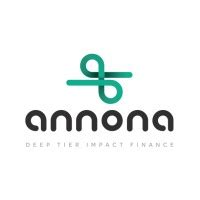 annona
DEEP TIER IMPACT FINANCE